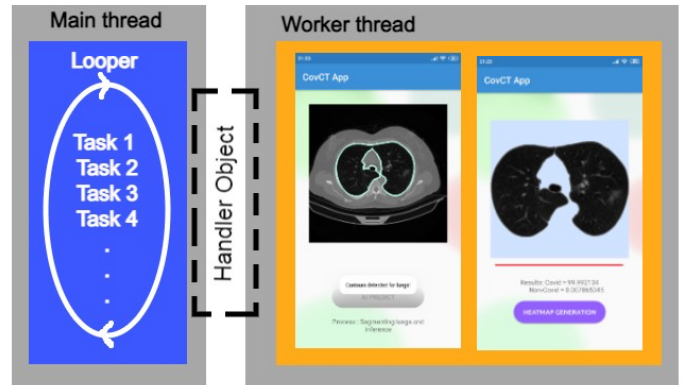 Main thread
Looper
Task 1
Task 2
Task 3
Task 4
.
.
.
.
Handler Object
Worker thread
CovCT App
Contours detected for lungs
AI PREDICT
Process : Segmenting lungs and
inference
CovCT App
Results: Covid = 99.992134
Non-Covid = 0.007865345
HEATMAP GENERATION